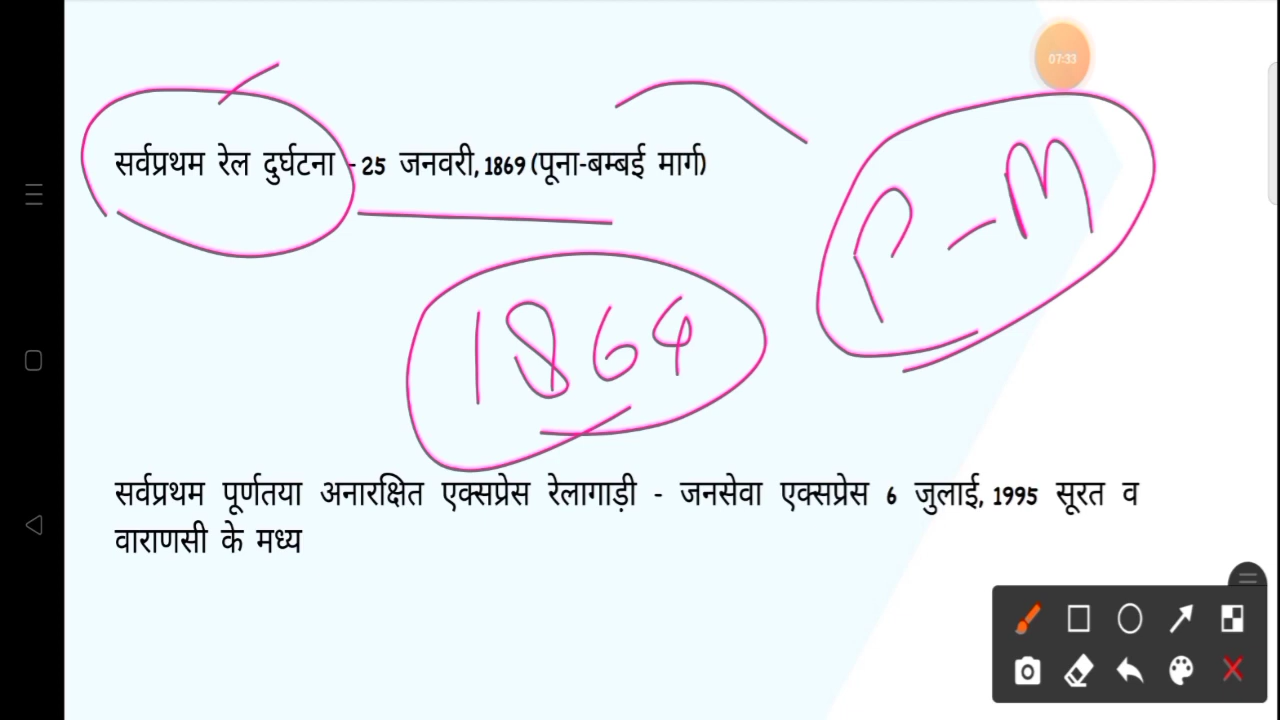 07:33
सर्वप्रथम रेल दुर्घटना - 25 जनवरी, 1869 (पूना-बम्बई मार्ग)
P-M
1864
सर्वप्रथम पूर्णतया अनारक्षित एक्सप्रेस रेलागाड़ी - जनसेवा एक्सप्रेस 6 जुलाई, 1995 सूरत व
वाराणसी के मध्य